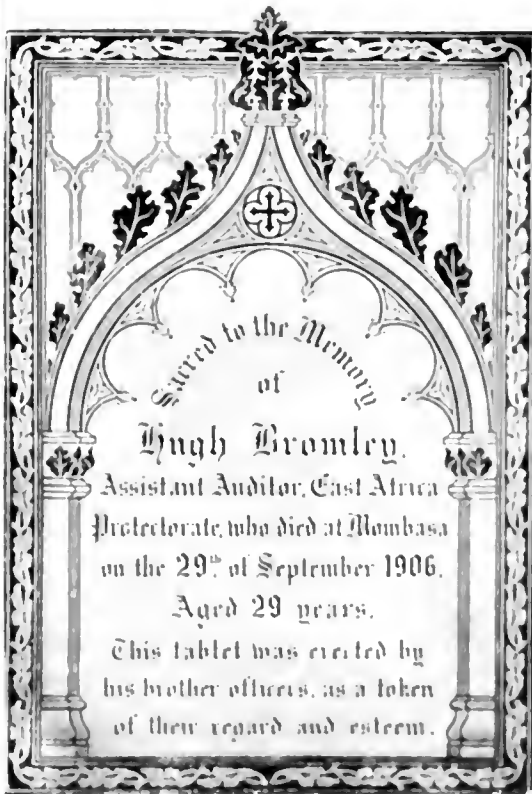 Sacred to the Memory
of
Hugh Bromley,
Assistant Auditor, East Africa
Protectorate, who died at Mombasa
on the 29th. of September 1906,
Aged 29 years.
This tablet was erected by
his brother officers, as a token
of their regard and esteem.